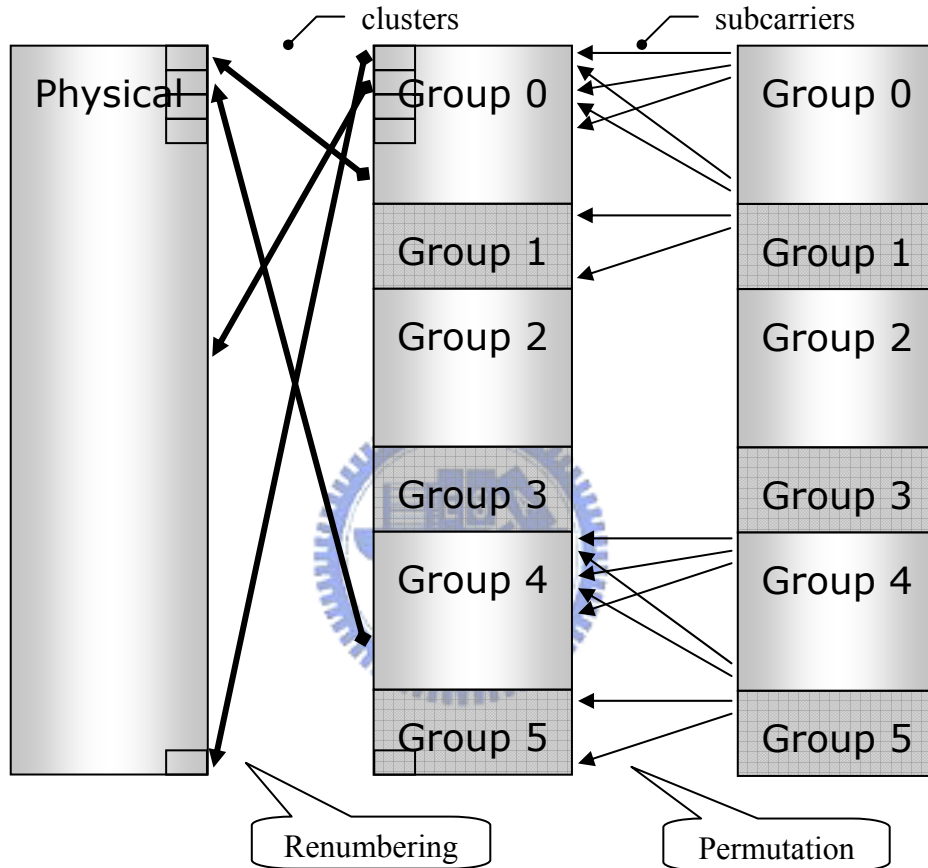 clusters
subcarriers
Physical
Group 0
Group 0
Group 1
Group 1
Group 2
Group 2
Group 3
Group 3
Group 4
Group 4
Group 5
Group 5
Renumbering
Permutation